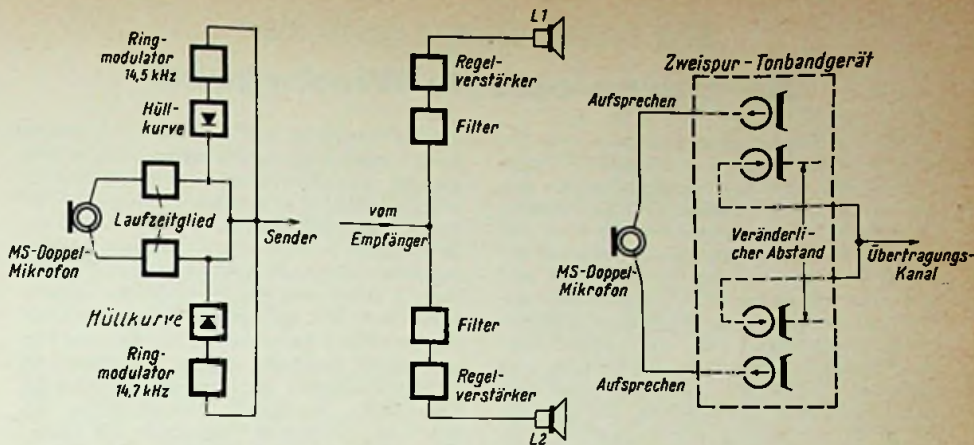 Ring-
modulator
14,5 kHz
Hüll-
kurve
Laufzeitglied
MS-Doppel-
Mikrofon
Sender
Hüllkurve
Ring-
modulator
14,7 kHz
L1
Regel-
verstärker
Filter
vom
Empfänger
Filter
Regel-
verstärker
L2
Zweispur-Tonbandgerät
Aufsprechen
MS-Doppel-
Mikrofon
Veränderli-
cher Abstand
Übertragungs-
Kanal
Aufsprechen